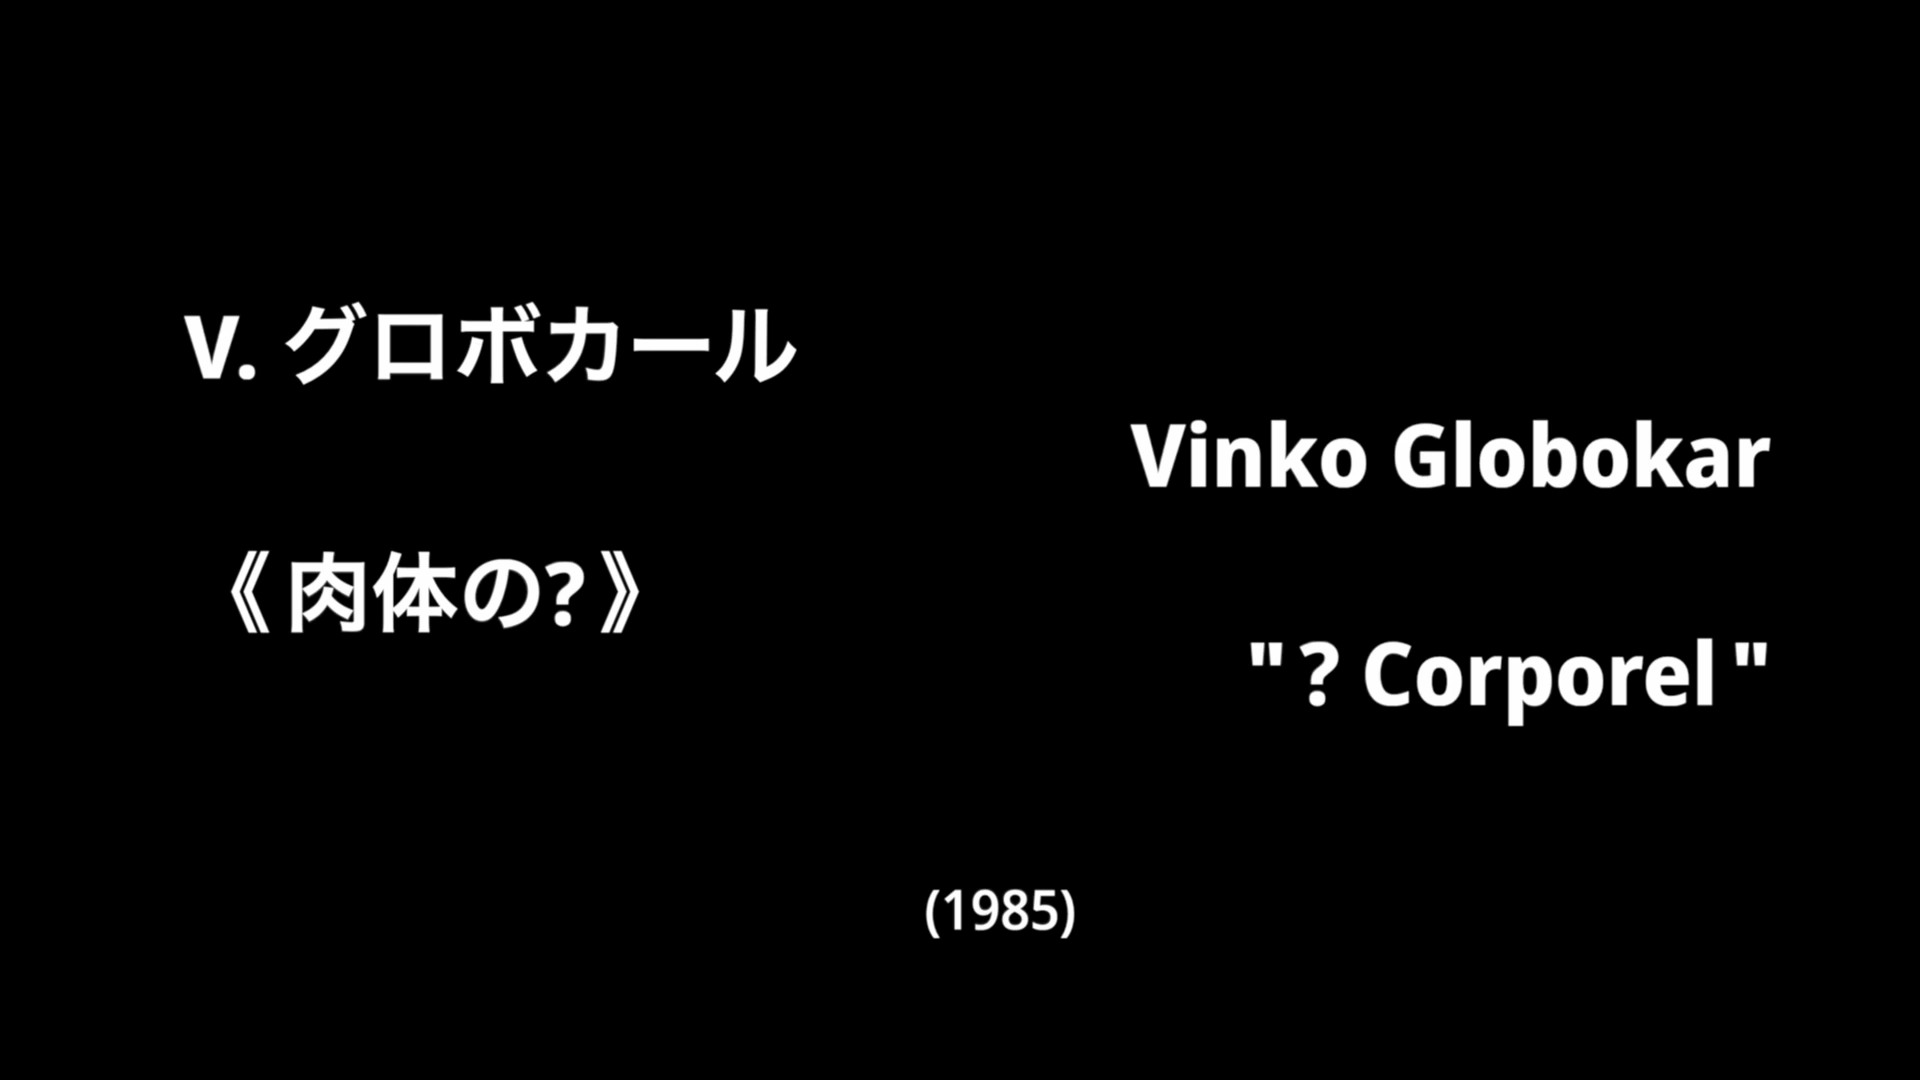 V. グロボカール
《 肉体の? 》
Vinko Globokar
" ? Corporel "
(1985)